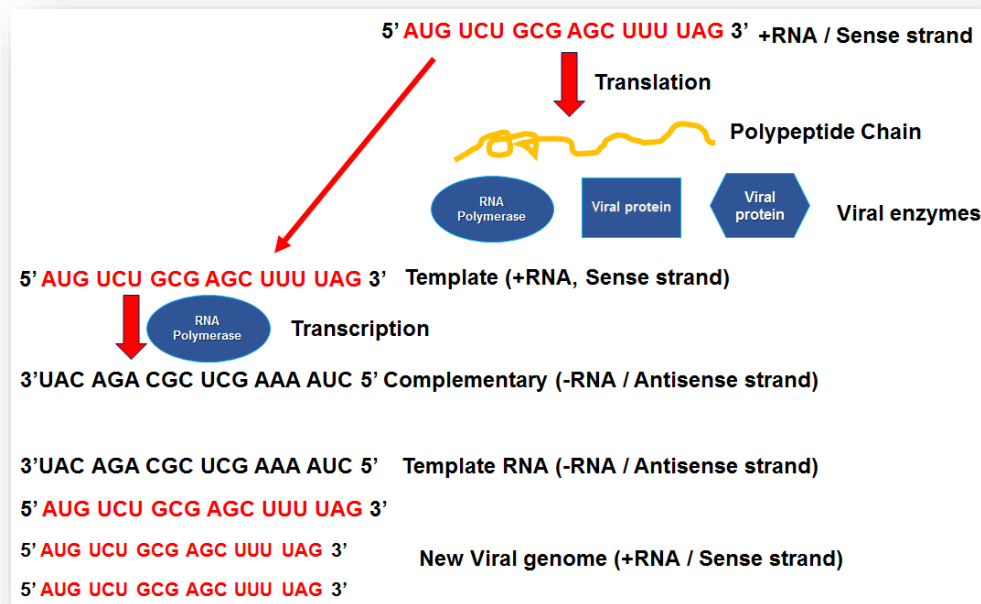 5’ AUG UCU GCG AGC UUU UAG 3’ +RNA / Sense strand
Translation
Polypeptide Chain
RNA
Polymerase
Viral protein
Viral
protein
Viral enzymes
5’ AUG UCU GCG AGC UUU UAG 3’ Template (+RNA, Sense strand)
RNA
Polymerase
Transcription
3’UAC AGA CGC UCG AAA AUC 5’ Complementary (-RNA / Antisense strand)
3’UAC AGA CGC UCG AAA AUC 5’ Template RNA (-RNA / Antisense strand)
5’ AUG UCU GCG AGC UUU UAG 3’
5’ AUG UCU GCG AGC UUU UAG 3’
New Viral genome (+RNA / Sense strand)
5’ AUG UCU GCG AGC UUU UAG 3’